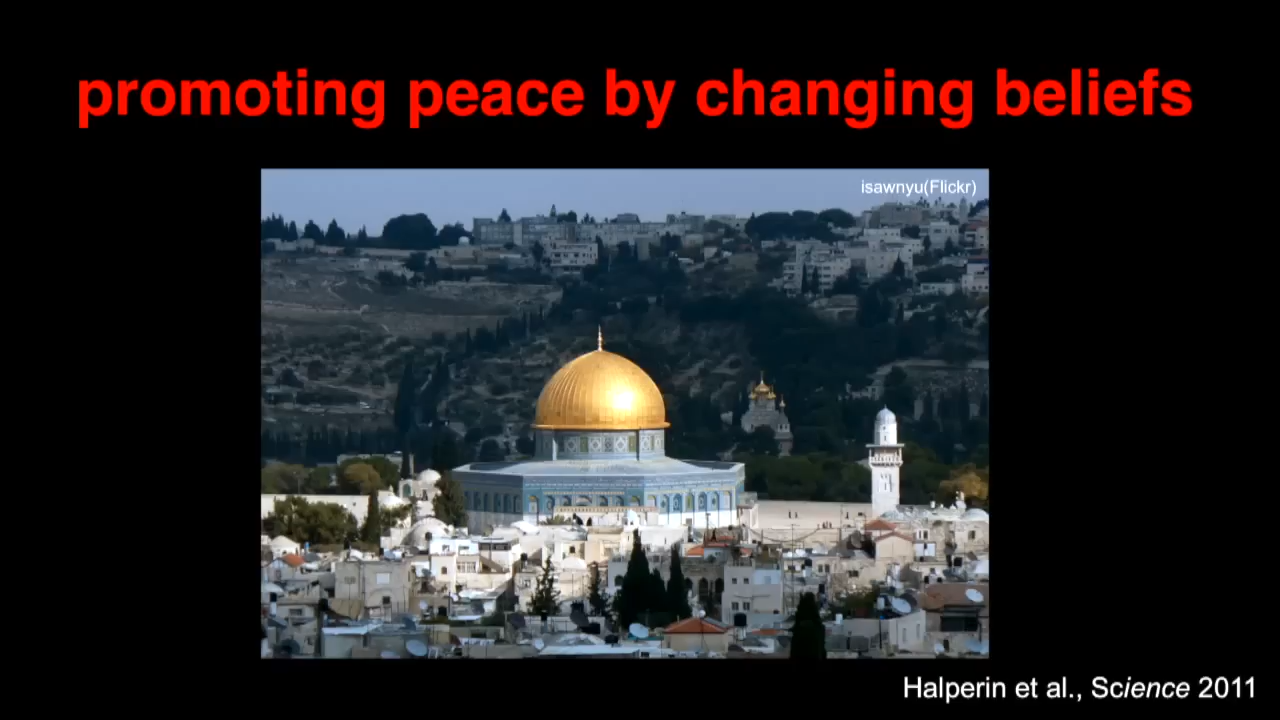 promoting peace by changing beliefs
isawnyu(Flickr)
Halperin et al., Science 2011